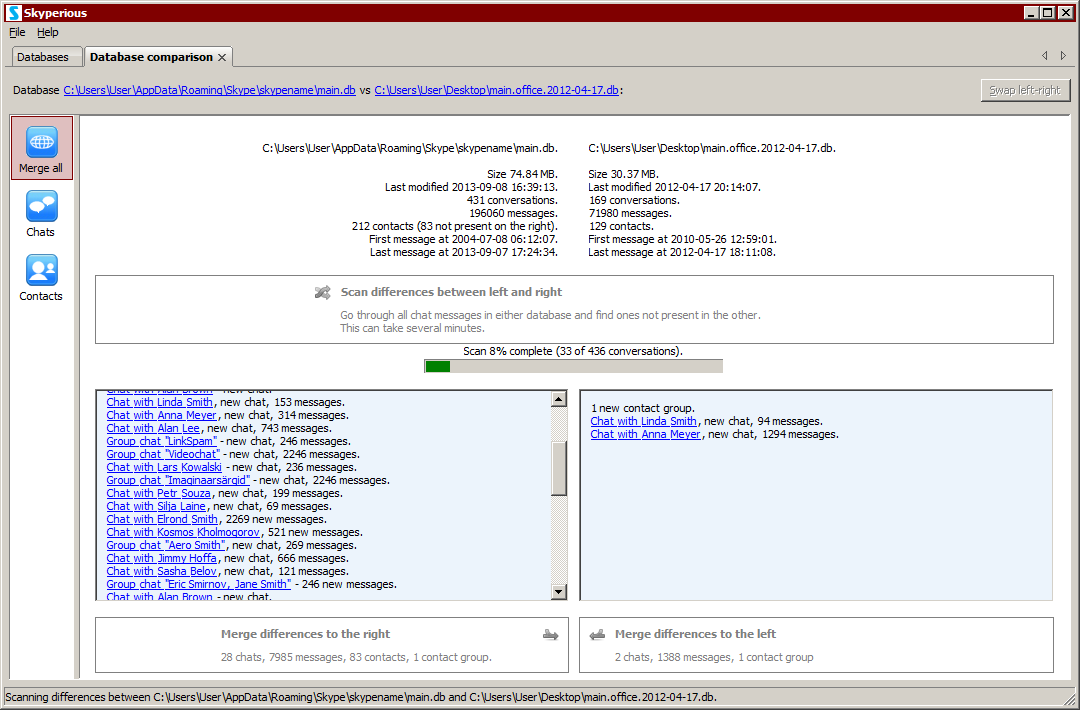 Skyperious
File Help
Databases Database comparison
Database C:\Users\User\AppData\Roaming\Skype\skypename\main.db vs C:\Users\User\Desktop\main.office.2012-04-17.db:
Swap left-right
Merge all
Chats
Contacts
C:\Users\User\AppData\Roaming\Skype\skypename\main.db.
Size 74.84 MB.
Last modified 2013-09-08 16:39:13.
431 conversations.
196060 messages.
212 contacts (83 not present on the right).
First message at 2004-07-08 06:12:07.
Last message at 2013-09-07 17:24:34.
C:\Users\User\Desktop\main.office.2012-04-17.db.
Size 30.37 MB.
Last modified 2012-04-17 20:14:07.
169 conversations.
71980 messages.
129 contacts.
First message at 2010-05-26 12:59:01.
Last message at 2012-04-17 18:11:08.
Scan differences between left and right
Go through all chat messages in either database and find ones not present in the other.
This can take several minutes.
Scan 8% complete (33 of 436 conversations).
Chat with Alan Brown - new chat.
Chat with Linda Smith, new chat, 153 messages.
Chat with Anna Meyer, new chat, 314 messages.
Chat with Alan Lee, new chat, 743 messages.
Group chat "LinkSpam" - new chat, 246 messages.
Group chat "Videochat" - new chat, 2246 messages.
Chat with Lars Kowalski - new chat, 236 messages.
Group chat "Imaginaarsärgid" - new chat, 2246 messages.
Chat with Petr Souza, new chat, 199 messages.
Chat with Silja Laine, new chat, 69 messages.
Chat with Elrond Smith, 2269 new messages.
Chat with Kosmos Kholmogorov, 521 new messages.
Group chat "Aero Smith", new chat, 269 messages.
Chat with Jimmy Hoffa, new chat, 666 messages.
Chat with Sasha Belov, new chat, 121 messages.
Group chat "Eric Smirnov, Jane Smith" - 246 new messages.
Chat with Alan Brown - new chat.
1 new contact group.
Chat with Linda Smith, new chat, 94 messages.
Chat with Anna Meyer, new chat, 1294 messages.
Merge differences to the right
28 chats, 7985 messages, 83 contacts, 1 contact group.
Merge differences to the left
2 chats, 1388 messages, 1 contact group
Scanning differences between C:\Users\User\AppData\Roaming\Skype\skypename\main.db and C:\Users\User\Desktop\main.office.2012-04-17.db.